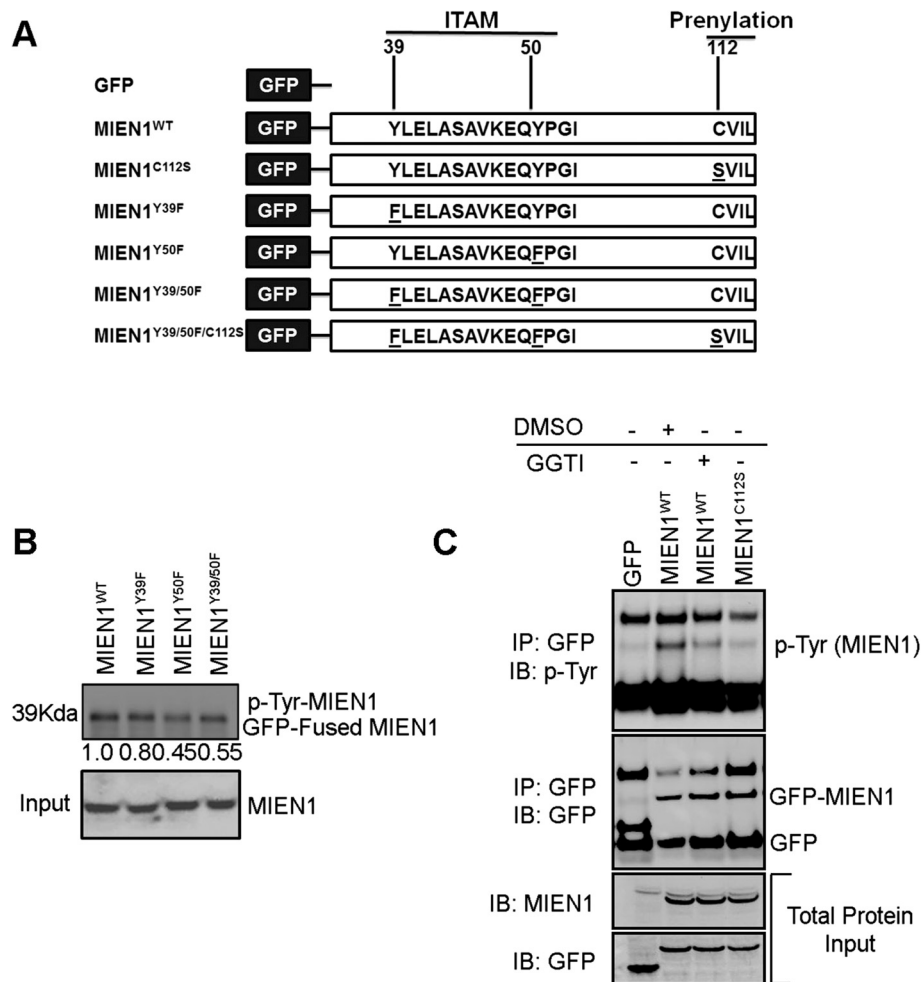 A
ITAM
Prenylation
39
50
112
GFP
GFP
MIEN1WT
GFP
YLELASAVKEQYPGI
CVIL
MIEN1C112S
GFP
YLELASAVKEQYPGI
SVIL
MIEN1Y39F
GFP
FLELASAVKEQYPGI
CVIL
MIEN1Y50F
GFP
YLELASAVKEQFPGI
CVIL
MIEN1Y39/50F
GFP
FLELASAVKEQFPGI
CVIL
MIEN1Y39/50F/C112S
GFP
FLELASAVKEQFPGI
SVIL
B
MIEN1WT
MIEN1Y39F
MIEN1Y50F
MIEN1Y39/50F
39Kda
p-Tyr-MIEN1
GFP-Fused MIEN1
1.0 0.80 0.45 0.55
Input
MIEN1
C
DMSO - + - -
GGTI - - + -
GFP
MIEN1WT
MIEN1WT
MIEN1C112S
IP: GFP
IB: p-Tyr
p-Tyr (MIEN1)
IP: GFP
IB: GFP
GFP-MIEN1
GFP
IB: MIEN1
IB: GFP
Total Protein
Input